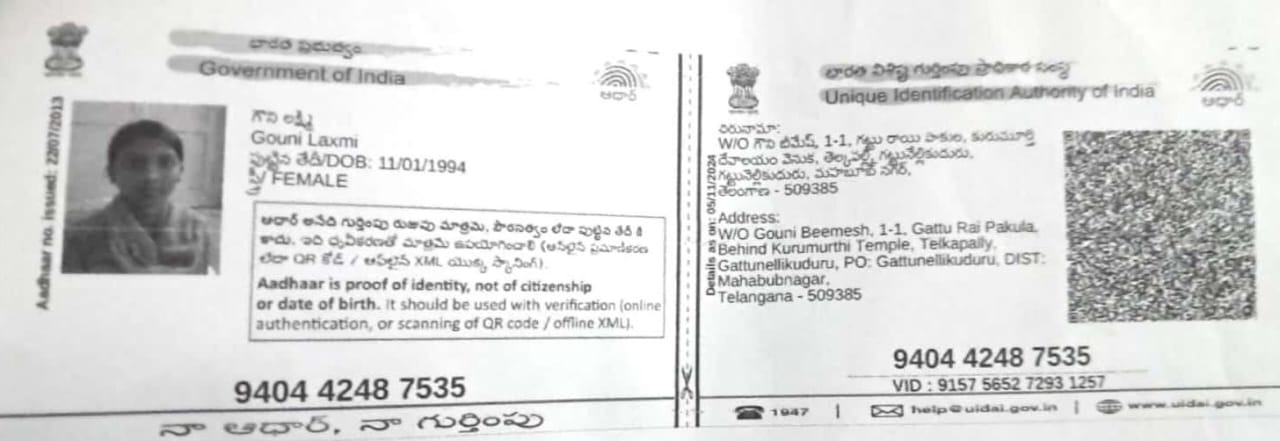 భారత ప్రభుత్వం
Government of India
ఆధార్
Aadhaar no. issued: 22/07/2013
గౌని లక్ష్మి
Gouni Laxmi
పుట్టిన తేదీ/DOB: 11/01/1994
స్త్రీ/ FEMALE
ఆధార్ అనేది గుర్తింపు రుజువు మాత్రమే, పౌరసత్వం లేదా పుట్టిన తేదీ కి
కాదు. ఇది ధృవీకరణతో మాత్రమే ఉపయోగించాలి (ఆన్‌లైన్ ప్రమాణీకరణ
లేదా QR కోడ్ / ఆఫ్‌లైన్ XML యొక్క స్కానింగ్).
Aadhaar is proof of identity, not of citizenship
or date of birth. It should be used with verification (online
authentication, or scanning of QR code / offline XML).
9404 4248 7535
నా ఆధార్, నా గుర్తింపు
భారత విశిష్ట గుర్తింపు ప్రాధికార సంస్థ
Unique Identification Authority of India
ఆధార్
Details as on: 05/11/2024
చిరునామా:
W/O గౌని బీమేష్, 1-1, గట్టు రాయి పాకుల, కురుమూర్తి
దేవాలయం వెనుక, తెల్కపల్లి, గట్టునెల్లికుదురు,
గట్టునెల్లికుదురు, మహబూబ్ నగర్,
తెలంగాణ - 509385
Address:
W/O Gouni Beemesh, 1-1, Gattu Rai Pakula,
Behind Kurumurthi Temple, Telkapally,
Gattunellikuduru, PO: Gattunellikuduru, DIST:
Mahabubnagar,
Telangana - 509385
9404 4248 7535
VID : 9157 5652 7293 1257
1947 | help@uidai.gov.in | www.uidai.gov.in